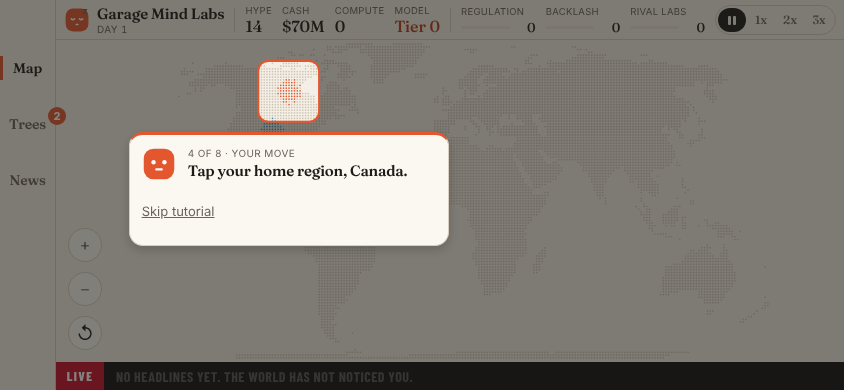 Garage Mind Labs
DAY 1
HYPE
14
CASH
$70M
COMPUTE
0
MODEL
Tier 0
REGULATION
0
BACKLASH
0
RIVAL LABS
0
1x
2x
3x
Map
Trees
2
News
4 OF 8 · YOUR MOVE
Tap your home region, Canada.
Skip tutorial
+
−
LIVE
NO HEADLINES YET. THE WORLD HAS NOT NOTICED YOU.